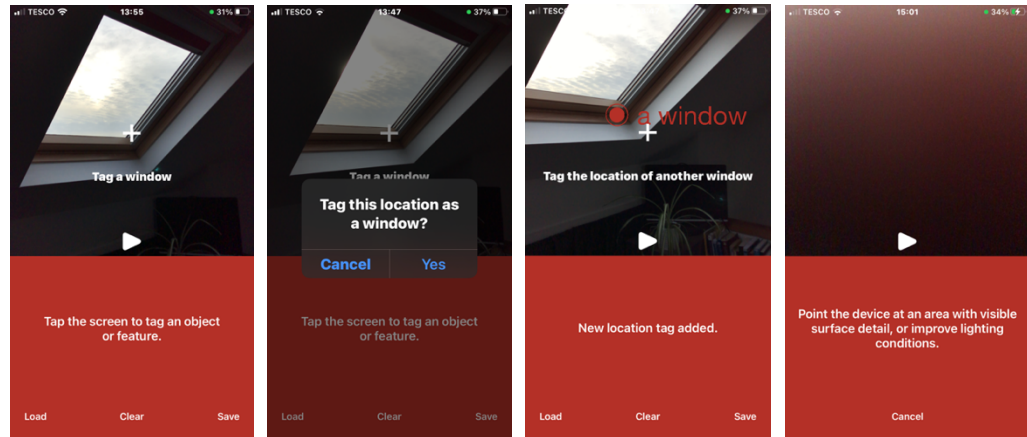 TESCO 13:55 31%
Tag a window
Tap the screen to tag an object
or feature.
Load Clear Save
TESCO 13:47 37%
Tag a window
Tag this location as
a window?
Cancel Yes
Tap the screen to tag an object
or feature.
Load Clear Save
TESC 37%
a window
Tag the location of another window
New location tag added.
Load Clear Save
TESCO 15:01 34%
Point the device at an area with visible
surface detail, or improve lighting
conditions.
Cancel